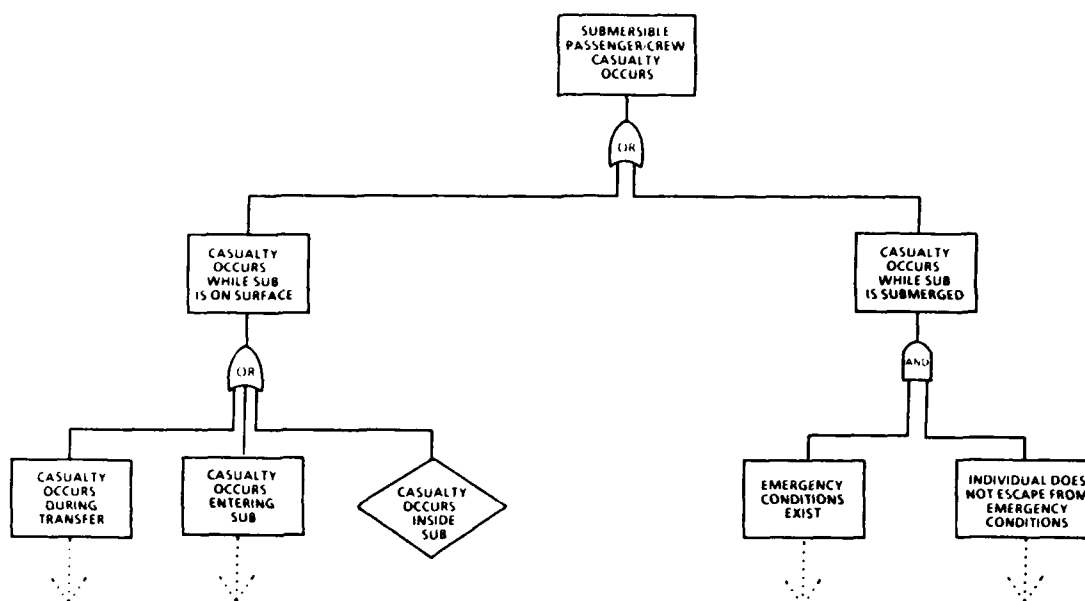 SUBMERSIBLE
PASSENGER/CREW
CASUALTY
OCCURS
OR
CASUALTY
OCCURS
WHILE SUB
IS ON SURFACE
CASUALTY
OCCURS
WHILE SUB
IS SUBMERGED
OR
AND
CASUALTY
OCCURS
DURING
TRANSFER
CASUALTY
OCCURS
ENTERING
SUB
CASUALTY
OCCURS
INSIDE
SUB
EMERGENCY
CONDITIONS
EXIST
INDIVIDUAL DOES
NOT ESCAPE FROM
EMERGENCY
CONDITIONS